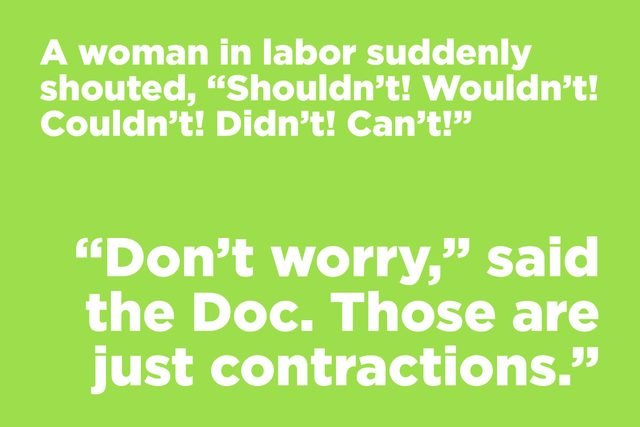 A woman in labor suddenly
shouted, “Shouldn’t! Wouldn’t!
Couldn’t! Didn’t! Can’t!”
“Don’t worry,” said
the Doc. Those are
just contractions.”